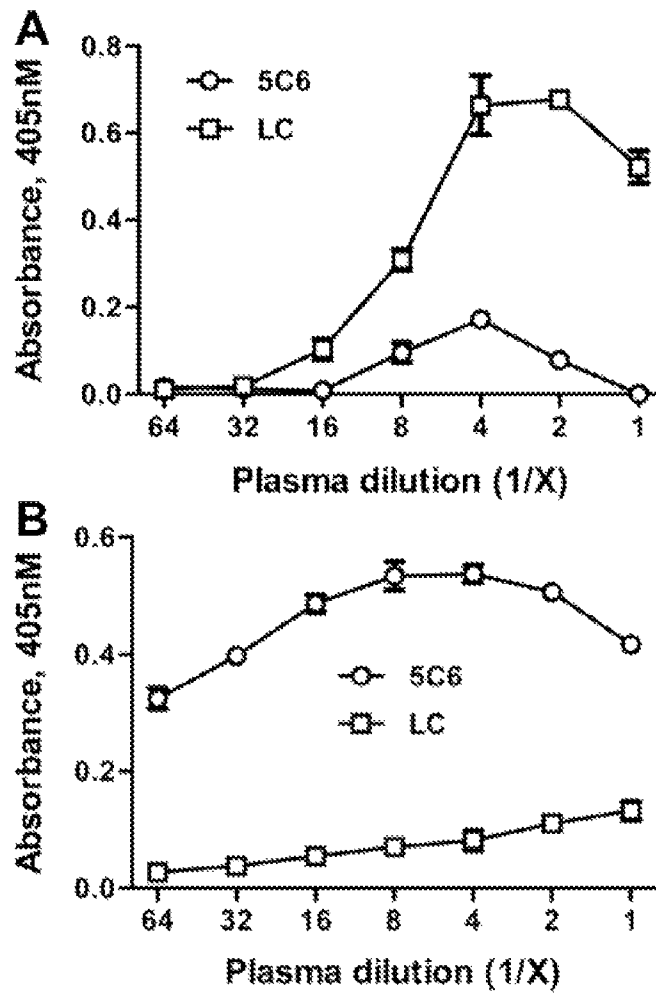 A
0.8
0.6
0.4
0.2
0.0
Absorbance, 405nM
5C6
LC
64 32 16 8 4 2 1
Plasma dilution (1/X)
B
0.6
0.4
0.2
0.0
Absorbance, 405nM
5C6
LC
64 32 16 8 4 2 1
Plasma dilution (1/X)